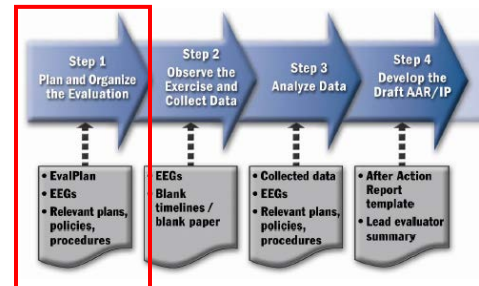 Step 1
Plan and Organize
the Evaluation
Step 2
Observe the
Exercise and
Collect Data
Step 3
Analyze Data
Step 4
Develop the
Draft AAR/IP
• EvalPlan
• EEGs
• Relevant plans,
policies,
procedures
• EEGs
• Blank
timelines /
blank paper
• Collected data
• EEGs
• Relevant plans,
policies,
procedures
• After Action
Report
template
• Lead evaluator
summary